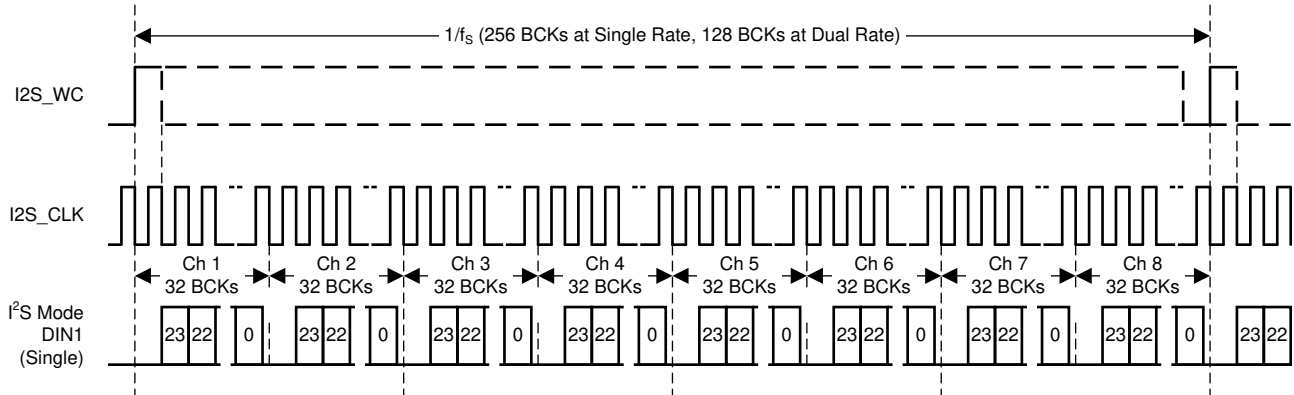 1/fS (256 BCKs at Single Rate, 128 BCKs at Dual Rate)
I2S_WC
I2S_CLK
Ch 1 Ch 2 Ch 3 Ch 4 Ch 5 Ch 6 Ch 7 Ch 8
32 BCKs 32 BCKs 32 BCKs 32 BCKs 32 BCKs 32 BCKs 32 BCKs 32 BCKs
I²S Mode
DIN1
(Single)
23 22 0 23 22 0 23 22 0 23 22 0 23 22 0 23 22 0 23 22 0 23 22 0 23 22